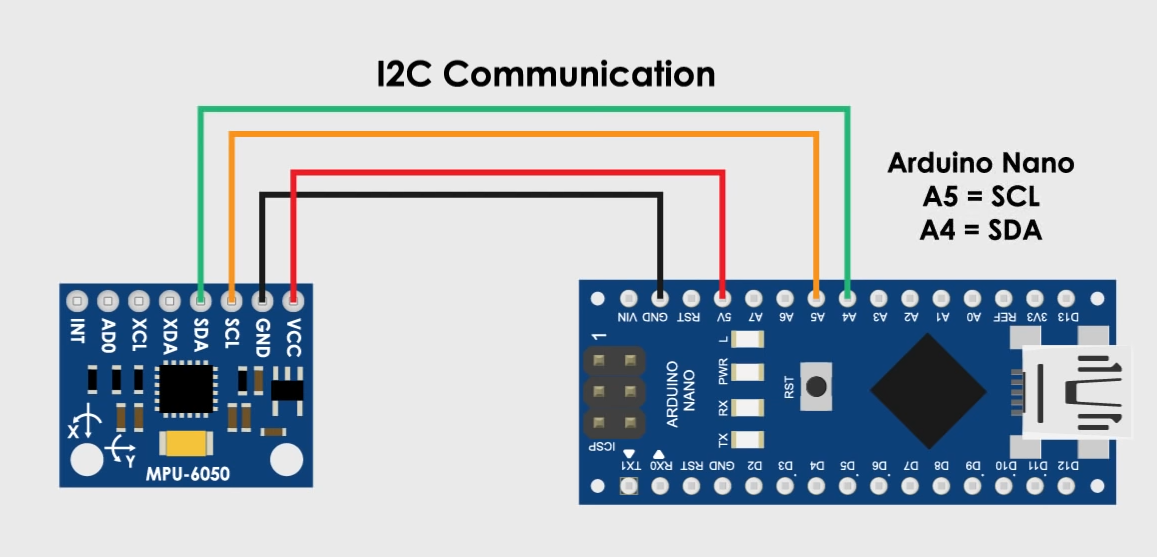 I2C Communication
Arduino Nano
A5 = SCL
A4 = SDA
INT
AD0
XCL
XDA
SDA
SCL
GND
VCC
X
Y
MPU-6050
VIN
GND
RST
5V
A7
A6
A5
A4
A3
A2
A1
A0
REF
3V3
D13
1
ICSP
ARDUINO
NANO
L
PWR
RX
TX
RST
TX1
RX0
RST
GND
D2
D3
D4
D5
D6
D7
D8
D9
D10
D11
D12